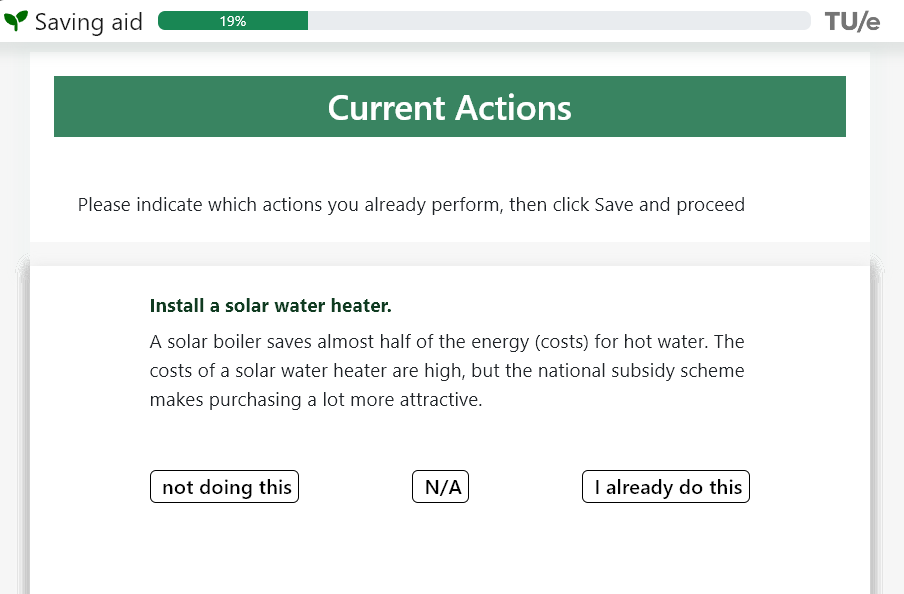 Saving aid
19%
TU/e
Current Actions
Please indicate which actions you already perform, then click Save and proceed
Install a solar water heater.
A solar boiler saves almost half of the energy (costs) for hot water. The
costs of a solar water heater are high, but the national subsidy scheme
makes purchasing a lot more attractive.
not doing this
N/A
I already do this